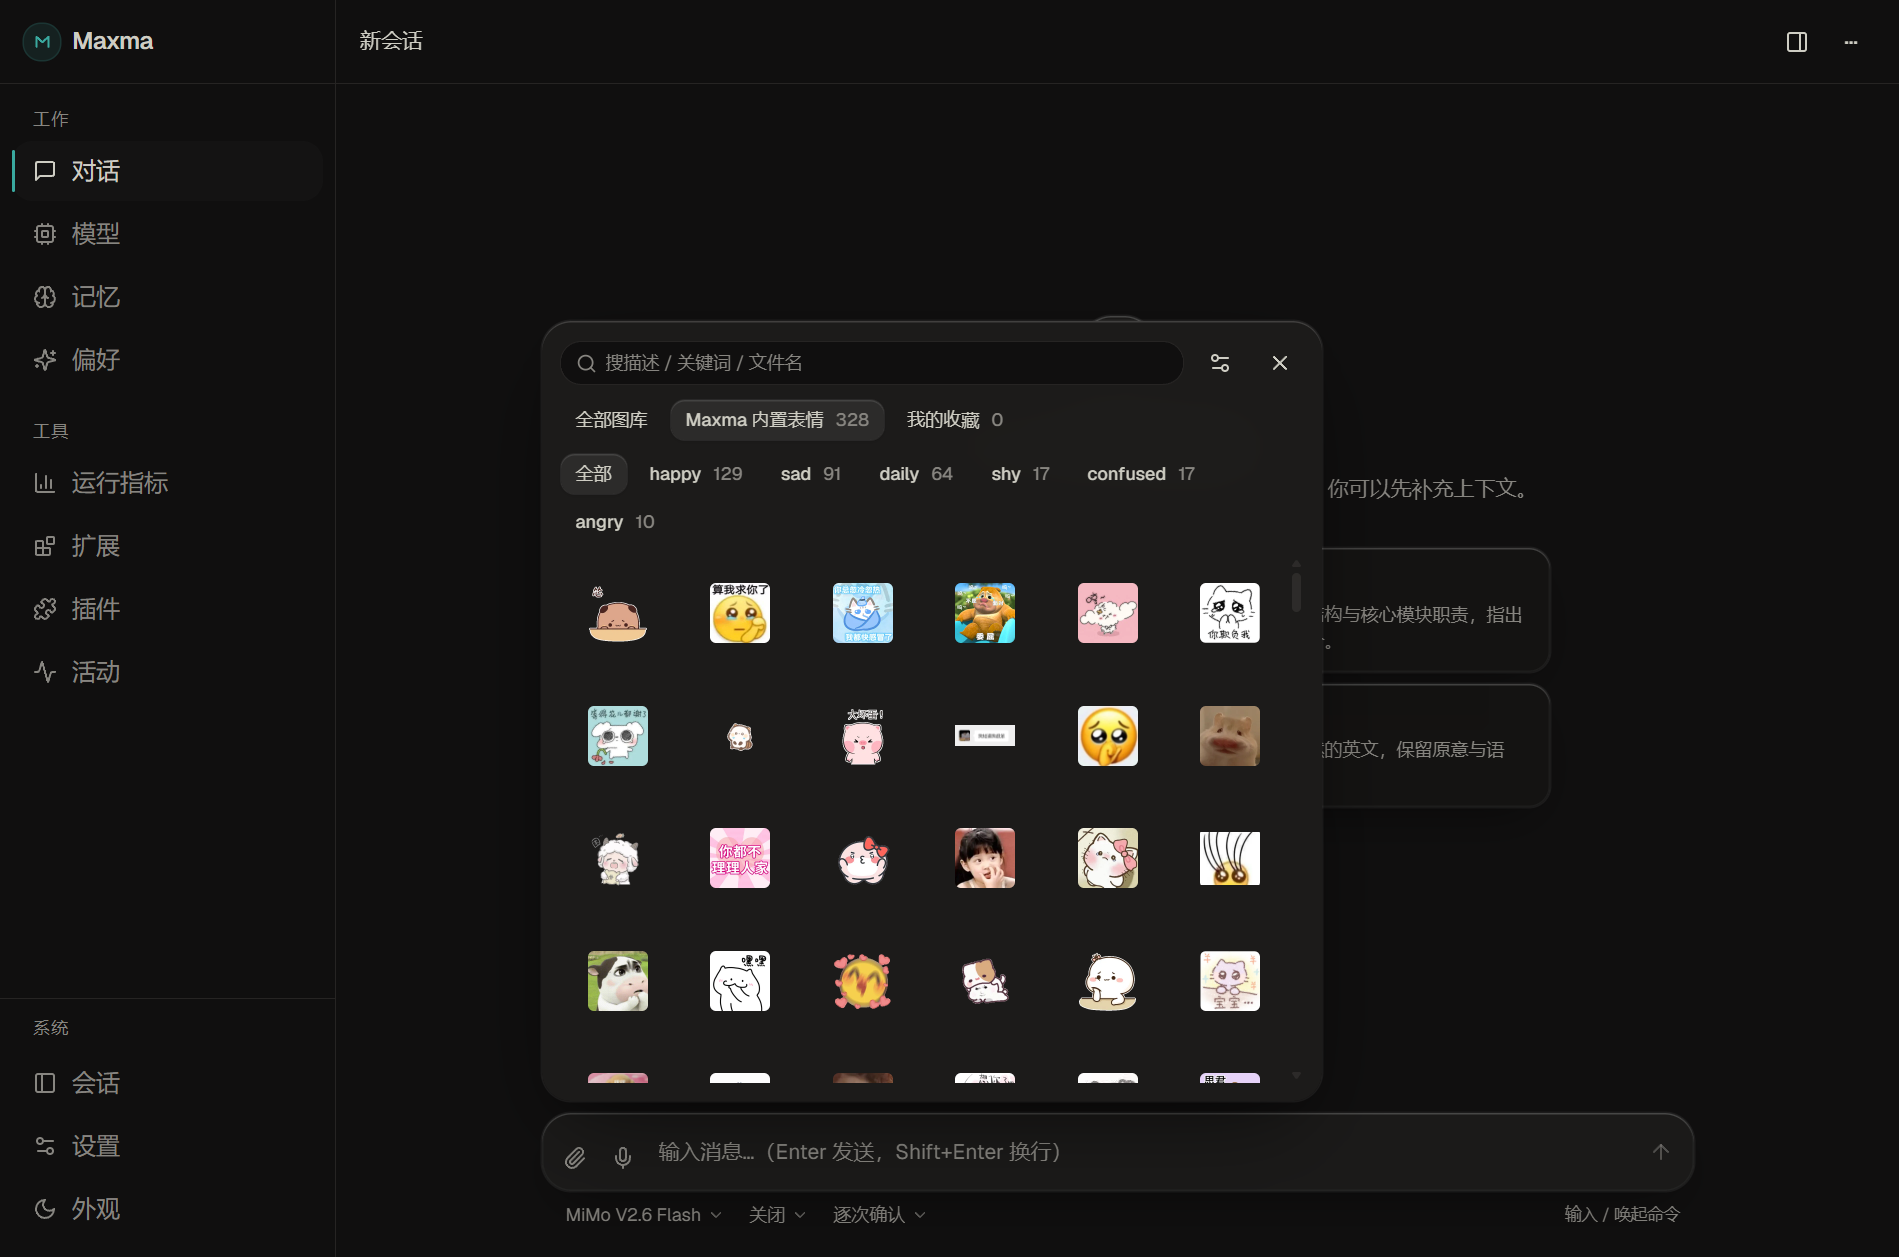 Maxma
新会话
工作
对话
模型
记忆
偏好
工具
运行指标
扩展
插件
活动
系统
会话
设置
外观
搜描述 / 关键词 / 文件名
全部图库 Maxma 内置表情 328 我的收藏 0
全部 happy 129 sad 91 daily 64 shy 17 confused 17
angry 10
算我求你了
委屈
你欺负我
大坏蛋!
你都不
理理人家
嘿嘿
宝宝...
思君
你可以先补充上下文。
构与核心模块职责，指出
。
的英文，保留原意与语
输入消息...（Enter 发送，Shift+Enter 换行）
MiMo V2.6 Flash 关闭 逐次确认
输入 / 唤起命令